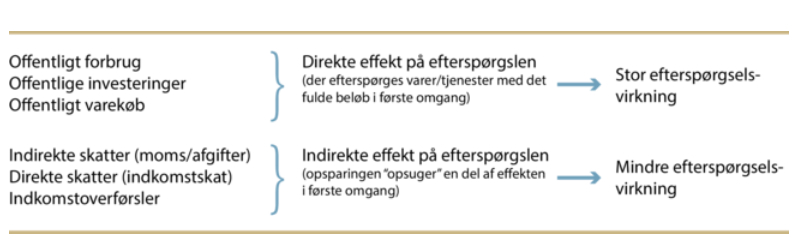 Offentligt forbrug
Offentlige investeringer
Offentligt varekøb
Direkte effekt på efterspørgslen
(der efterspørges varer/tjenester med det
fulde beløb i første omgang)
Stor efterspørgsels-
virkning
Indirekte skatter (moms/afgifter)
Direkte skatter (indkomstskat)
Indkomstoverførsler
Indirekte effekt på efterspørgslen
(opsparingen "opsuger" en del af effekten
i første omgang)
Mindre efterspørgsels-
virkning